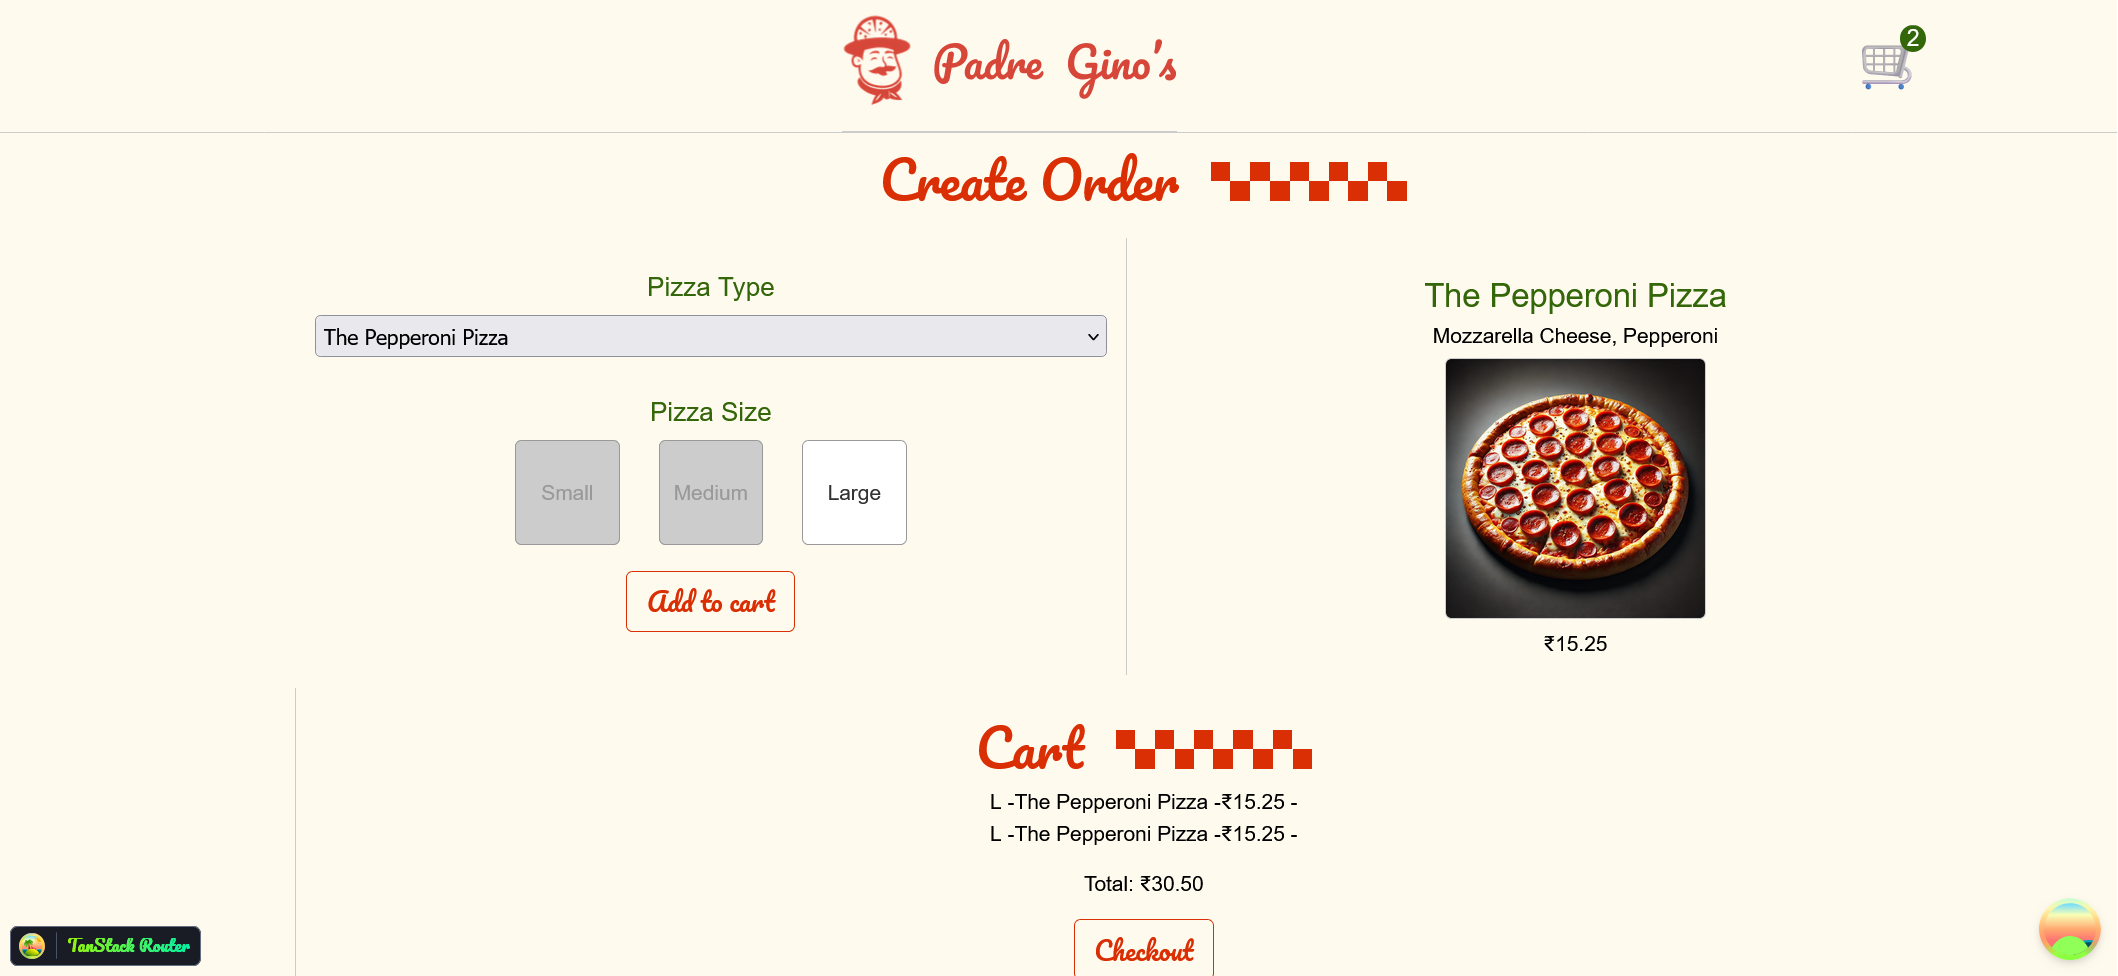 Padre Gino's
2
Create Order
Pizza Type
The Pepperoni Pizza
Pizza Size
Small
Medium
Large
Add to cart
The Pepperoni Pizza
Mozzarella Cheese, Pepperoni
₹15.25
Cart
L -The Pepperoni Pizza -₹15.25 -
L -The Pepperoni Pizza -₹15.25 -
Total: ₹30.50
Checkout
TanStack Router